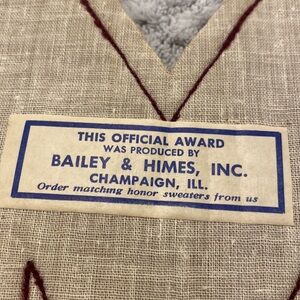 THIS OFFICIAL AWARD
WAS PRODUCED BY
BAILEY & HIMES, INC.
CHAMPAIGN, ILL.
Order matching honor sweaters from us